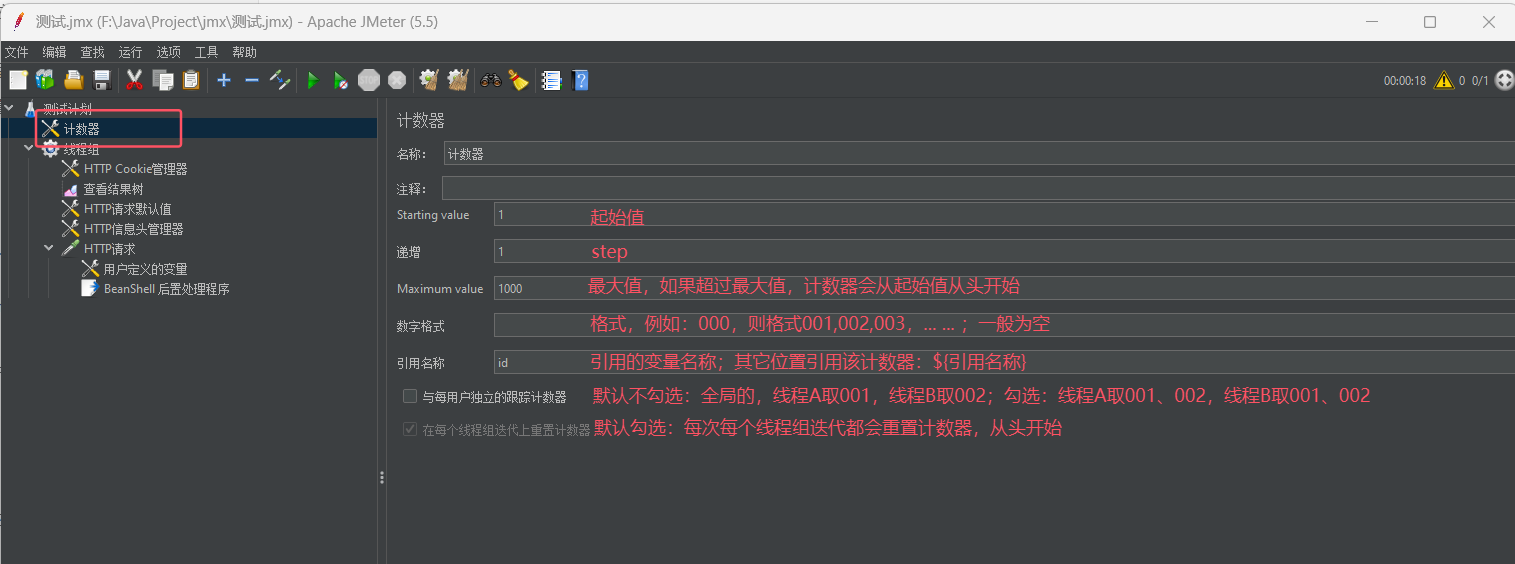 测试.jmx (F:\Java\Project\jmx\测试.jmx) - Apache JMeter (5.5)
文件 编辑 查找 运行 选项 工具 帮助
STOP 00:00:18 0 0/1
测试计划
计数器
线程组
HTTP Cookie管理器
查看结果树
HTTP请求默认值
HTTP信息头管理器
HTTP请求
用户定义的变量
BeanShell 后置处理程序
计数器
名称： 计数器
注释：
Starting value 1 起始值
递增 1 step
Maximum value 1000 最大值，如果超过最大值，计数器会从起始值从头开始
数字格式 格式，例如：000，则格式001,002,003，... ... ；一般为空
引用名称 id 引用的变量名称；其它位置引用该计数器：${引用名称}
与每用户独立的跟踪计数器 默认不勾选：全局的，线程A取001，线程B取002；勾选：线程A取001、002，线程B取001、002
在每个线程组迭代上重置计数器 默认勾选：每次每个线程组迭代都会重置计数器，从头开始